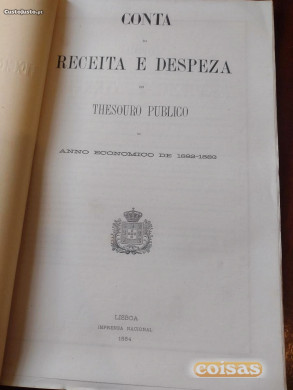 CustoJusto.pt
CONTA
DA
RECEITA E DESPEZA
DO
THESOURO PUBLICO
NO
ANNO ECONOMICO DE 1882-1883
LISBOA
IMPRENSA NACIONAL
1884
coisas